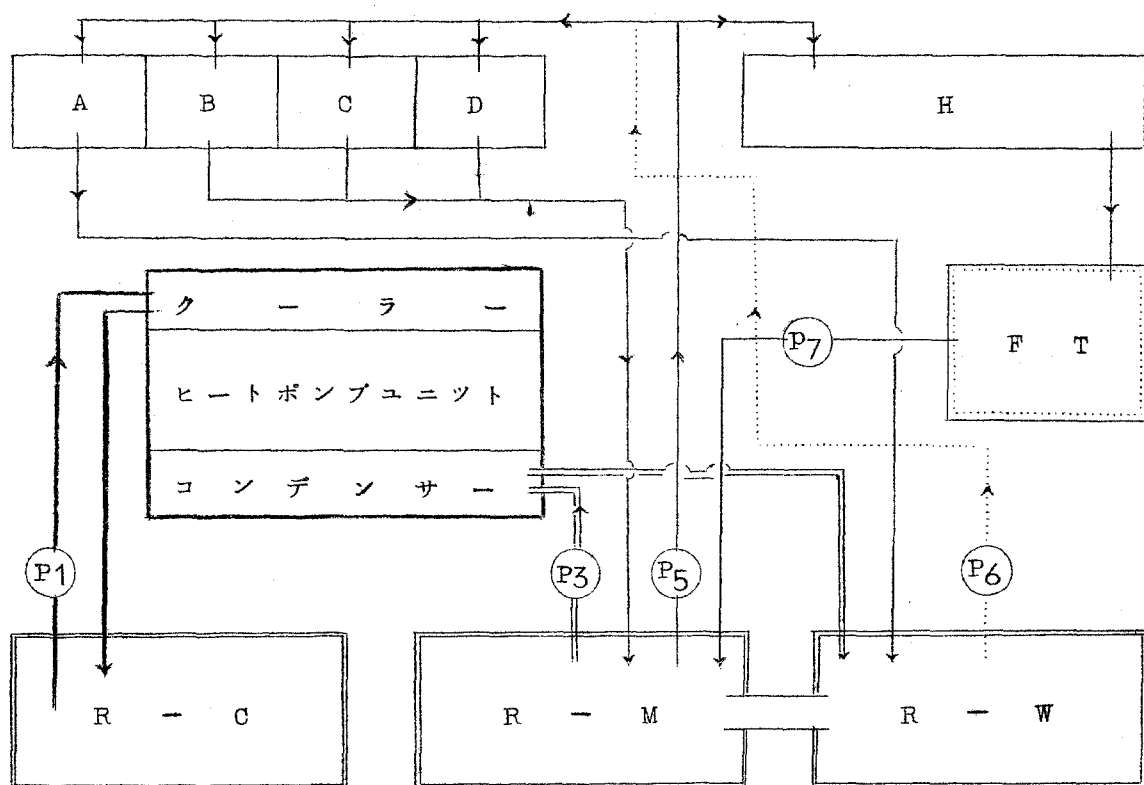 A B C D H
クーラー
P7 F T
ヒートポンプユニット
コンデンサー
P1 P3 P5 P6
R－C R－M R－W